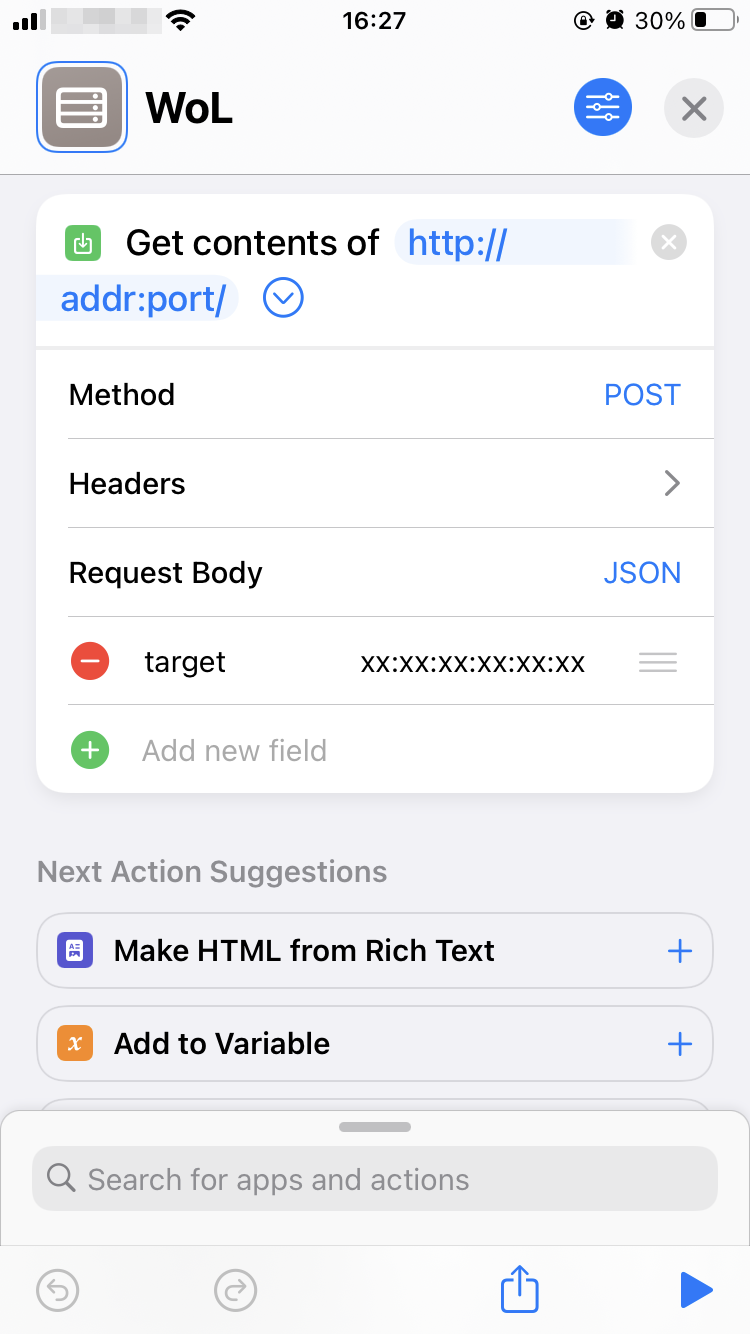 16:27
30%
WoL
Get contents of http://
addr:port/
Method POST
Headers
Request Body JSON
target xx:xx:xx:xx:xx:xx
Add new field
Next Action Suggestions
Make HTML from Rich Text
Add to Variable
Search for apps and actions